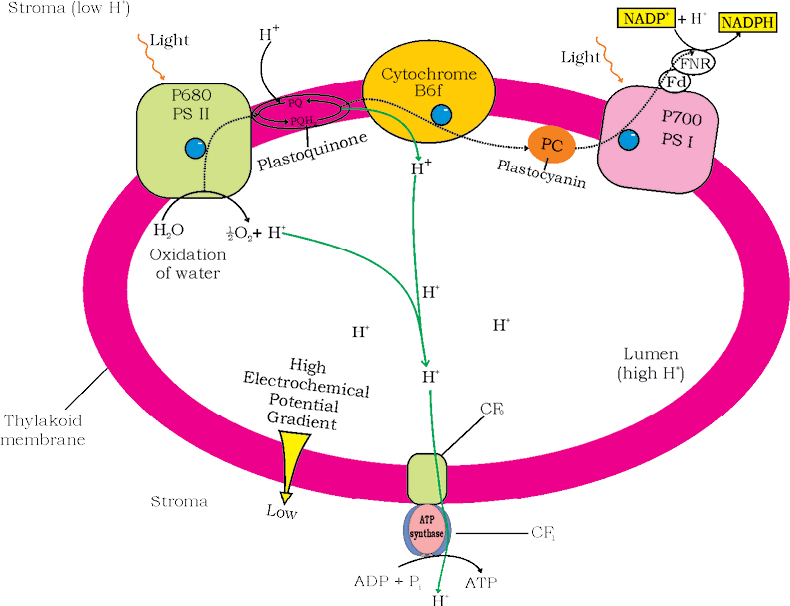 Stroma (low H⁺)
Light
H⁺
NADP⁺ + H⁺
NADPH
Light
FNR
Fd
P680
PS II
PQ
PQH₂
Plastoquinone
Cytochrome
B6f
PC
Plastocyanin
P700
PS I
H⁺
H₂O
½O₂+ H⁺
Oxidation
of water
H⁺
H⁺
H⁺
Lumen
(high H⁺)
H⁺
High
Electrochemical
Potential
Gradient
Low
Thylakoid
membrane
Stroma
CF₀
ATP
synthase
CF₁
ADP + Pᵢ
ATP
H⁺